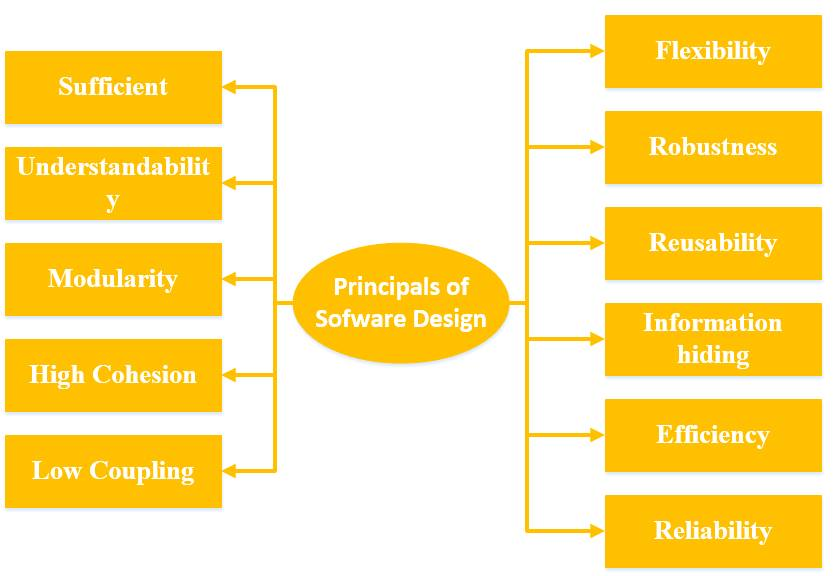 Sufficient
Understandabilit
y
Modularity
High Cohesion
Low Coupling
Principals of
Sofware Design
Flexibility
Robustness
Reusability
Information
hiding
Efficiency
Reliability